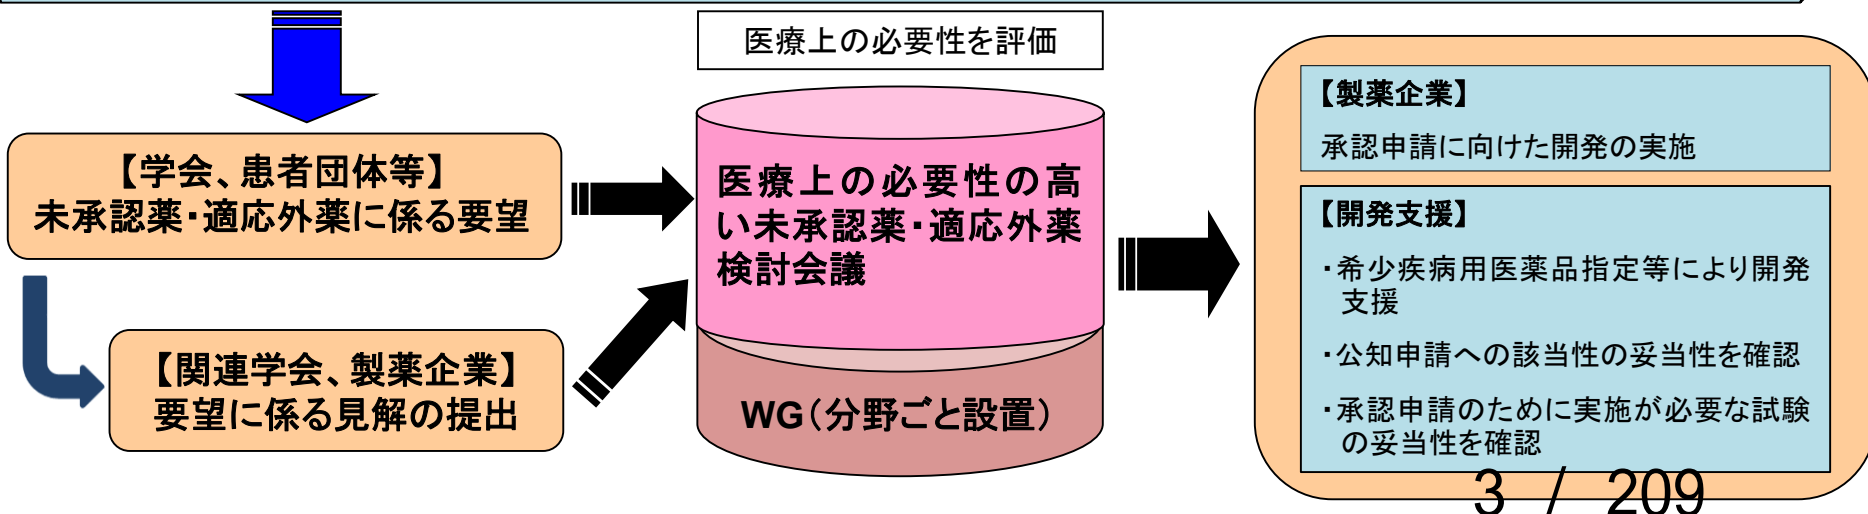 医療上の必要性を評価
【学会、患者団体等】
未承認薬・適応外薬に係る要望
【関連学会、製薬企業】
要望に係る見解の提出
医療上の必要性の高
い未承認薬・適応外薬
検討会議
WG（分野ごと設置）
【製薬企業】
承認申請に向けた開発の実施
【開発支援】
・希少疾病用医薬品指定等により開発
支援
・公知申請への該当性の妥当性を確認
・承認申請のために実施が必要な試験
の妥当性を確認
3 / 209